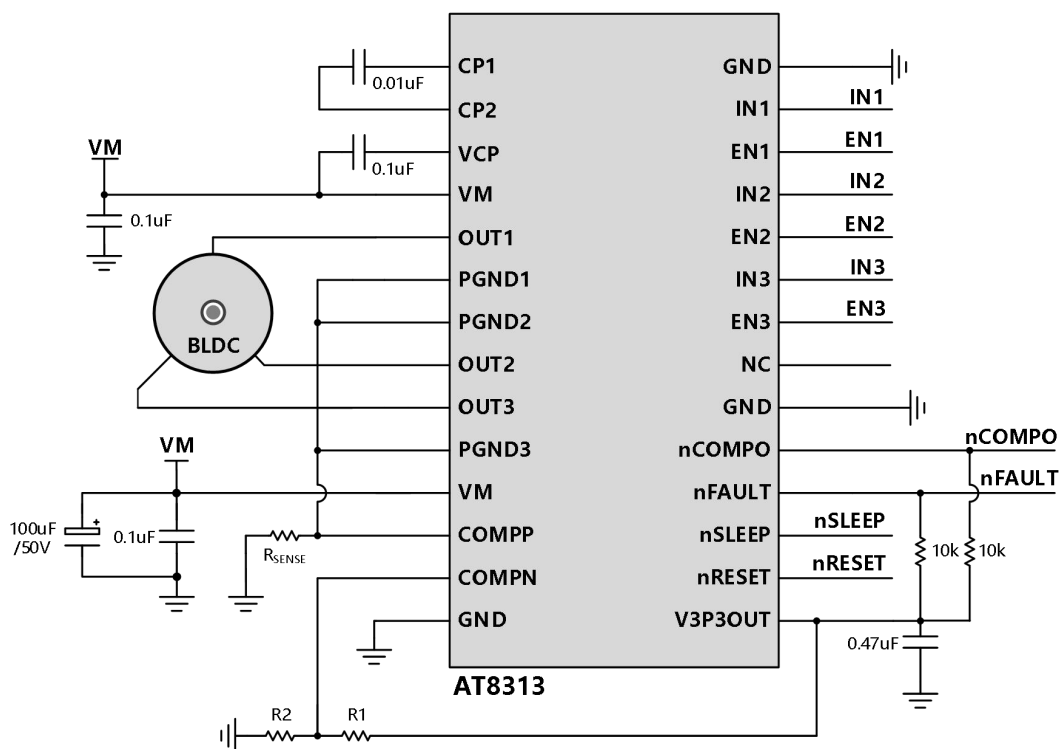 CP1
0.01uF
CP2
VCP
0.1uF
VM
VM
0.1uF
OUT1
PGND1
PGND2
BLDC
OUT2
OUT3
PGND3
VM
VM
100uF
/50V
0.1uF
COMPP
RSENSE
COMPN
GND
GND
IN1
IN1
EN1
EN1
IN2
IN2
EN2
EN2
IN3
IN3
EN3
EN3
NC
GND
nCOMPO
nCOMPO
nFAULT
nFAULT
nSLEEP
nSLEEP
10k
10k
nRESET
nRESET
V3P3OUT
0.47uF
AT8313
R2
R1